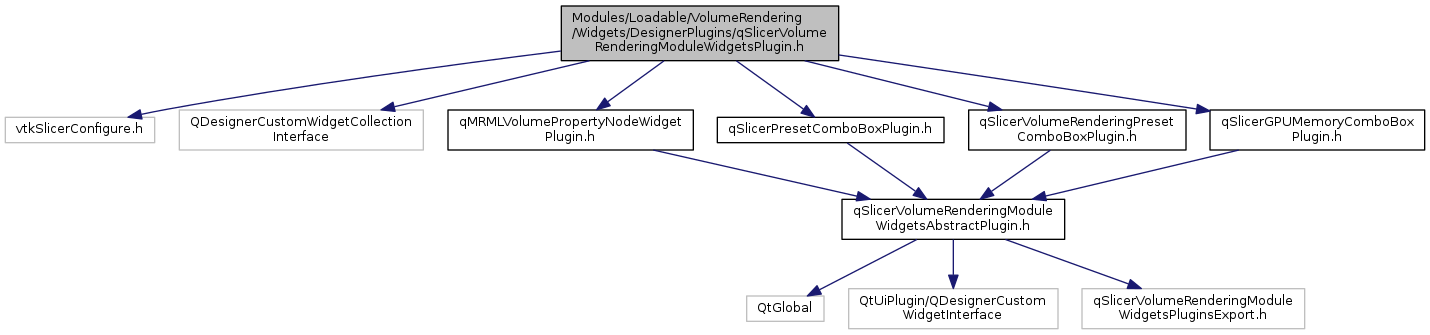 Modules/Loadable/VolumeRendering
/Widgets/DesignerPlugins/qSlicerVolume
RenderingModuleWidgetsPlugin.h
vtkSlicerConfigure.h
QDesignerCustomWidgetCollection
Interface
qMRMLVolumePropertyNodeWidget
Plugin.h
qSlicerPresetComboBoxPlugin.h
qSlicerVolumeRenderingPreset
ComboBoxPlugin.h
qSlicerGPUMemoryComboBox
Plugin.h
qSlicerVolumeRenderingModule
WidgetsAbstractPlugin.h
QtGlobal
QtUiPlugin/QDesignerCustom
WidgetInterface
qSlicerVolumeRenderingModule
WidgetsPluginsExport.h